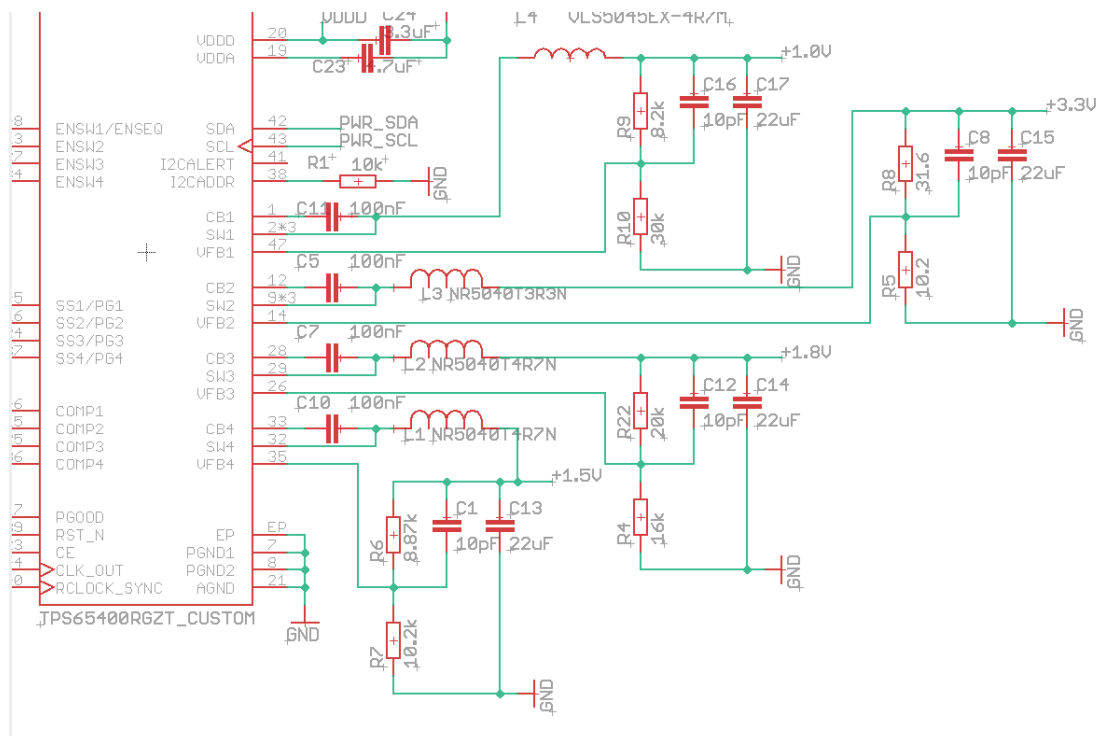 VDDD
C24
3.3uF
L4 VLS5045EX-4R7M
20 VDDD
19 VDDA
C23 4.7uF
+1.0V
C16 C17
10pF 22uF
R9 8.2k
R10 30k
GND
+3.3V
C8 C15
10pF 22uF
R8 31.6
R5 10.2
GND
ENSW1/ENSEQ
ENSW2
ENSW3
ENSW4
SDA 42 PWR_SDA
SCL 43 PWR_SCL
I2CALERT 41
I2CADDR 38
R1 10k
GND
CB1 1
SW1 2*3
VFB1 47
C11 100nF
C5 100nF
CB2 12
SW2 9*3
VFB2 14
L3 NR5040T3R3N
SS1/PG1
SS2/PG2
SS3/PG3
SS4/PG4
C7 100nF
CB3 28
SW3 29
VFB3 26
L2 NR5040T4R7N
+1.8V
C12 C14
10pF 22uF
R22 20k
R4 16k
GND
COMP1
COMP2
COMP3
COMP4
C10 100nF
CB4 33
SW4 32
VFB4 35
L1 NR5040T4R7N
+1.5V
C1 C13
10pF 22uF
R6 8.87k
R7 10.2k
GND
PGOOD
RST_N
CE
CLK_OUT
RCLOCK_SYNC
EP EP
PGND1 7
PGND2 8
AGND 21
GND
TPS65400RGZT_CUSTOM